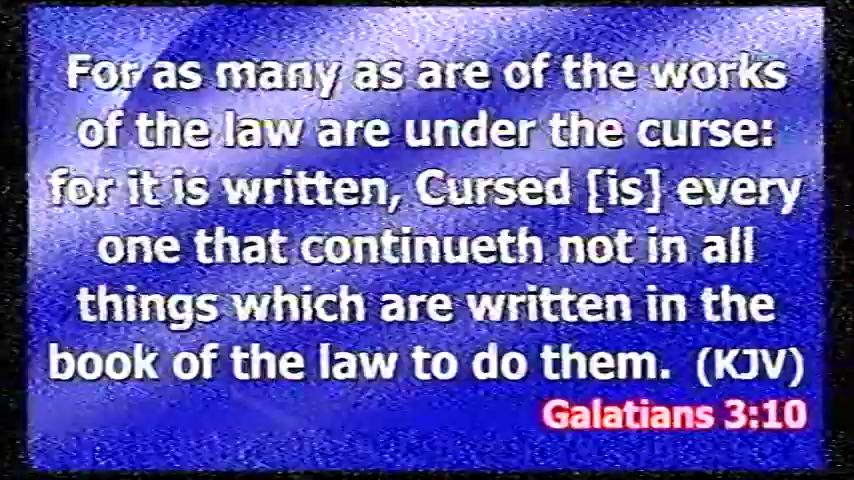 For as many as are of the works
of the law are under the curse:
for it is written, Cursed [is] every
one that continueth not in all
things which are written in the
book of the law to do them. (KJV)
Galatians 3:10